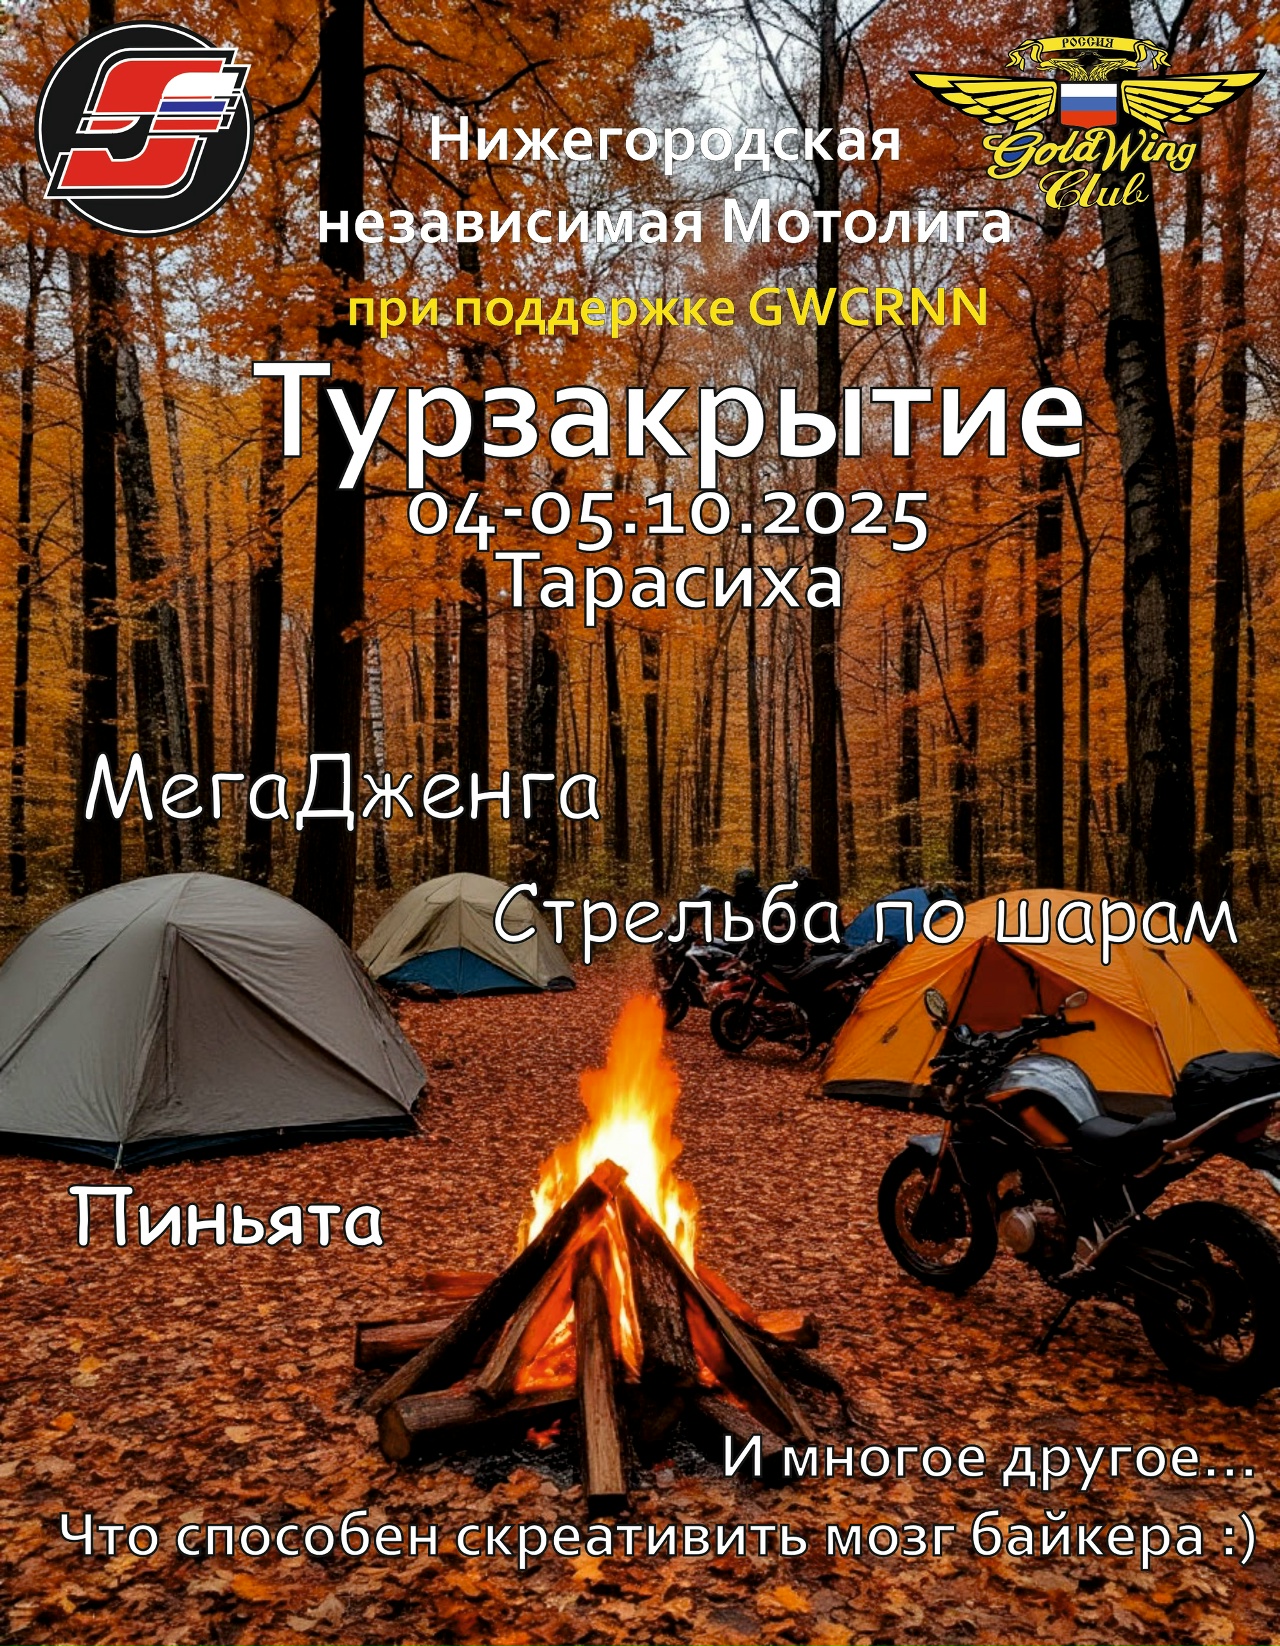 РОССИЯ
Gold Wing
Club
Нижегородская
независимая Мотолига
при поддержке GWCRNN
Турзакрытие
04-05.10.2025
Тарасиха
МегаДженга
Стрельба по шарам
Пиньята
И многое другое...
Что способен скреативить мозг байкера :)